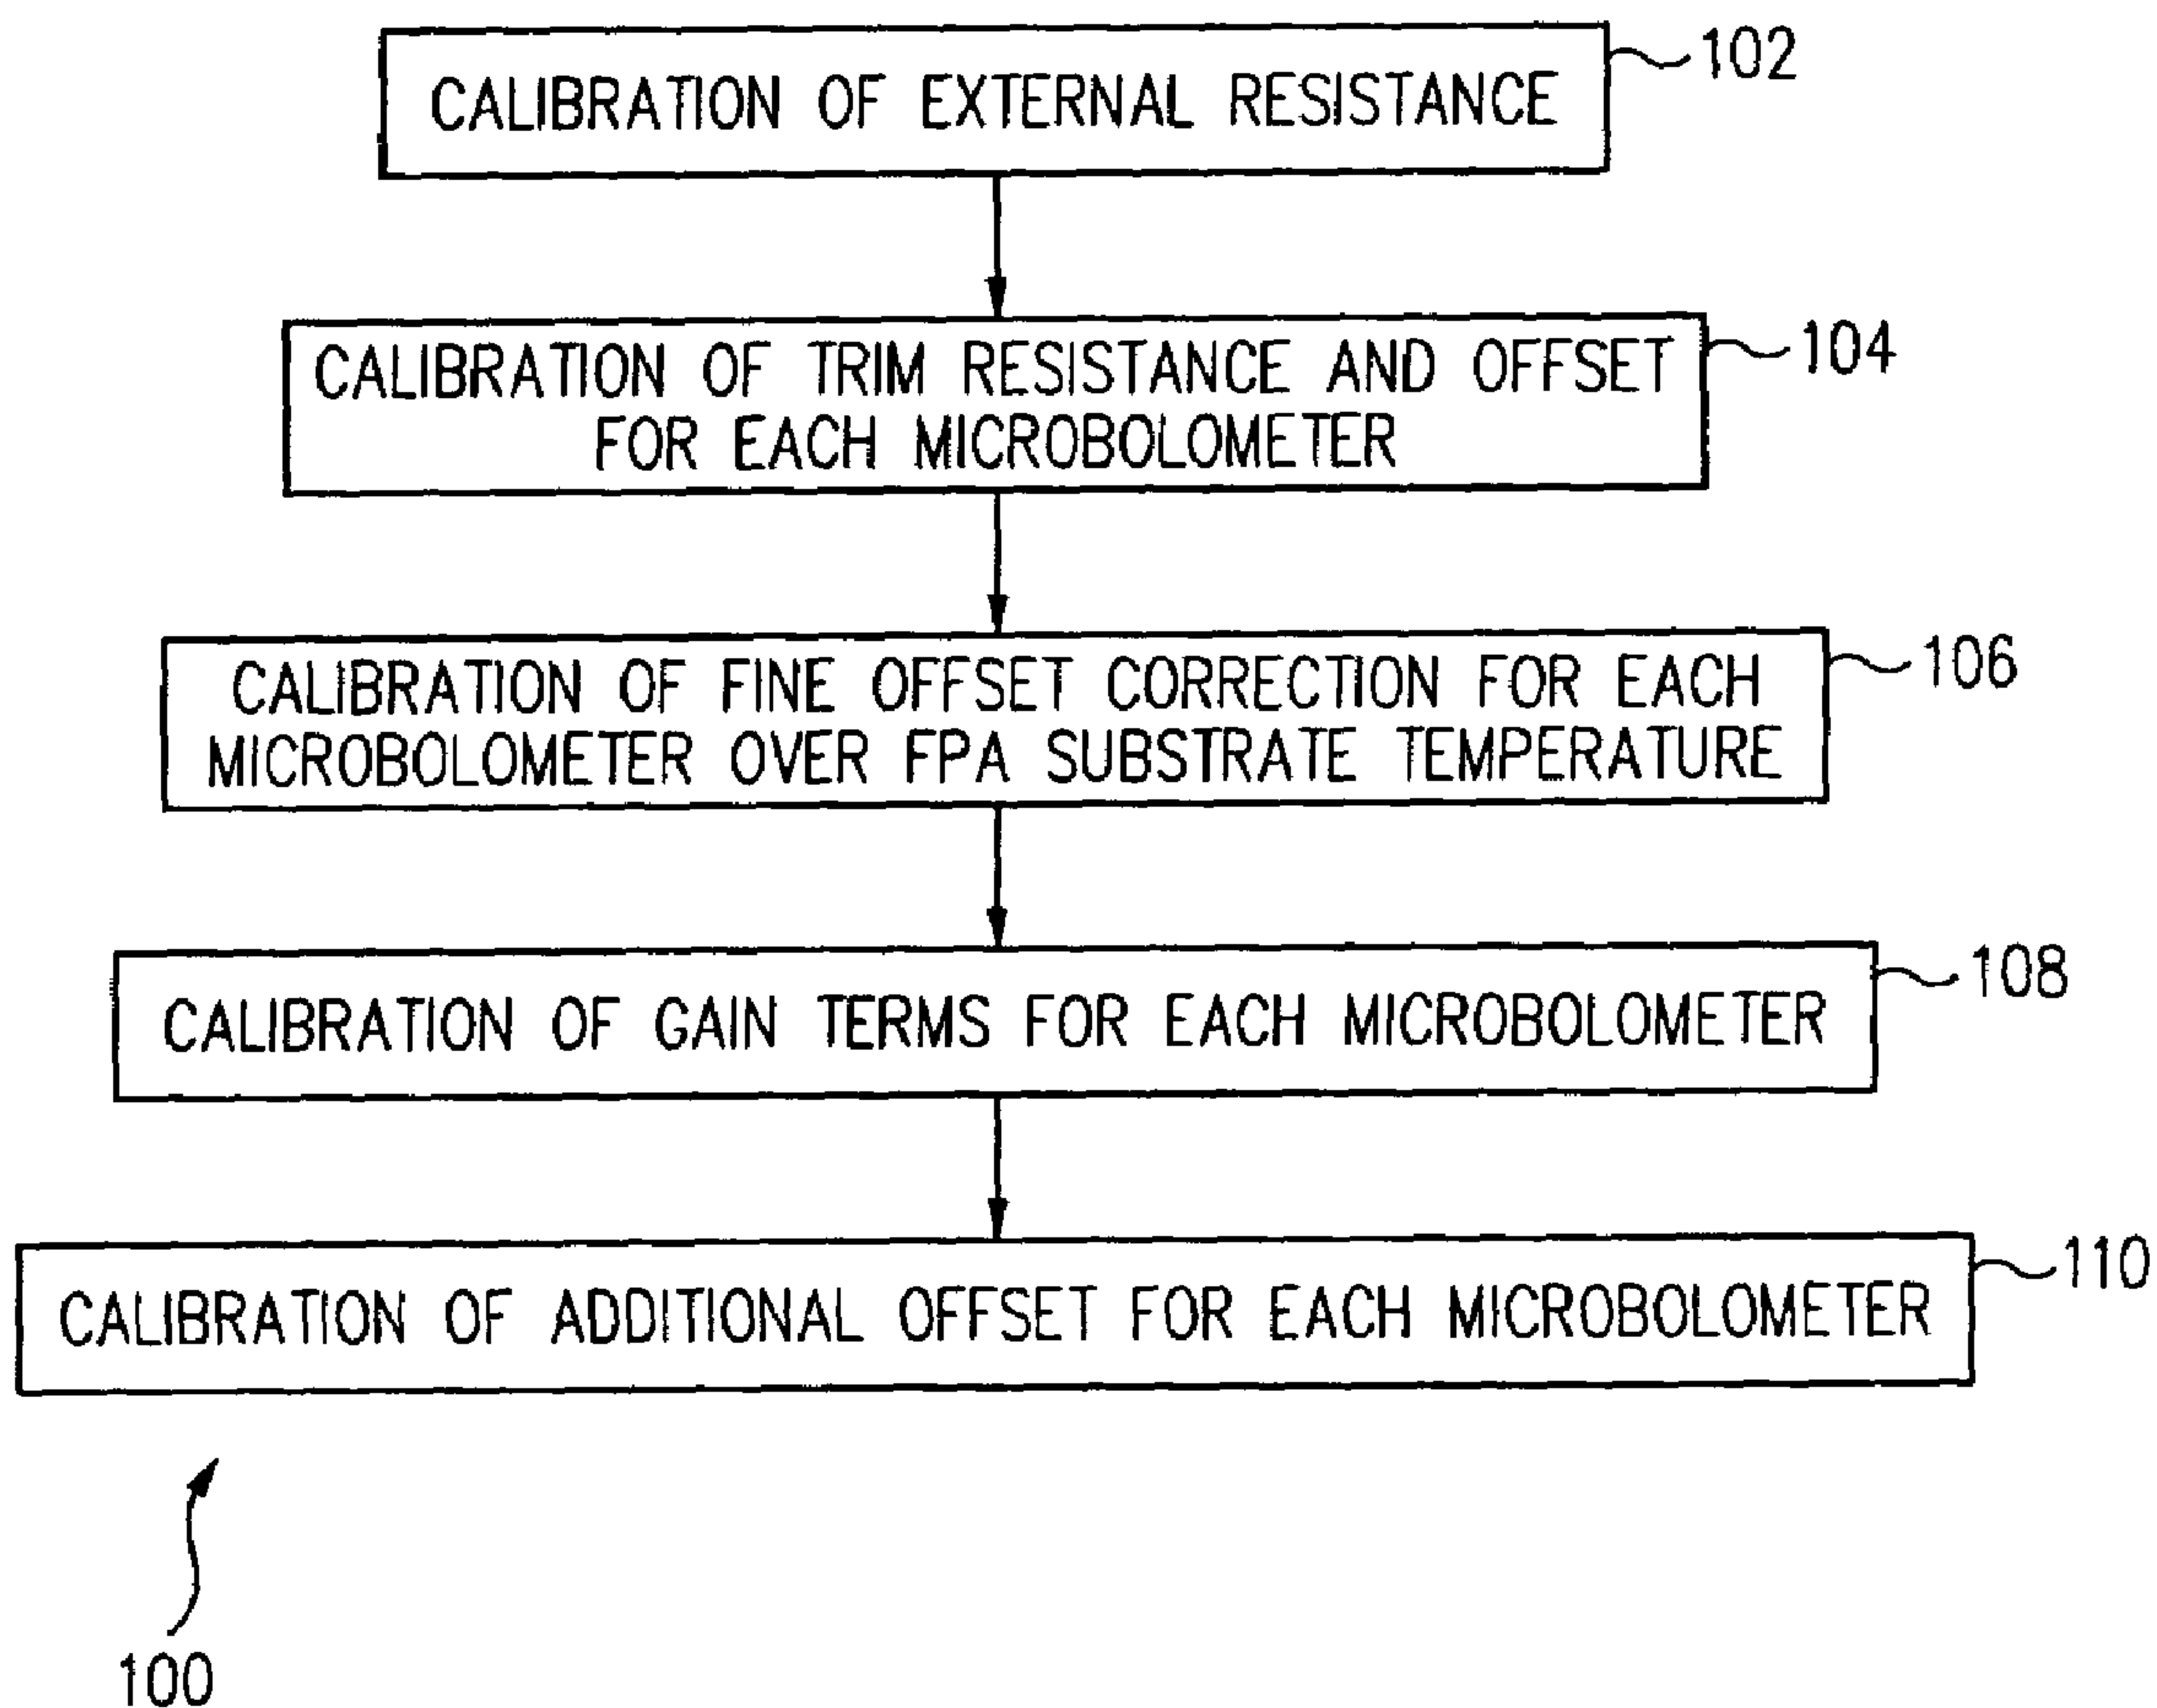 CALIBRATION OF EXTERNAL RESISTANCE
102
CALIBRATION OF TRIM RESISTANCE AND OFFSET
FOR EACH MICROBOLOMETER
104
CALIBRATION OF FINE OFFSET CORRECTION FOR EACH
MICROBOLOMETER OVER FPA SUBSTRATE TEMPERATURE
106
CALIBRATION OF GAIN TERMS FOR EACH MICROBOLOMETER
108
CALIBRATION OF ADDITIONAL OFFSET FOR EACH MICROBOLOMETER
110
100